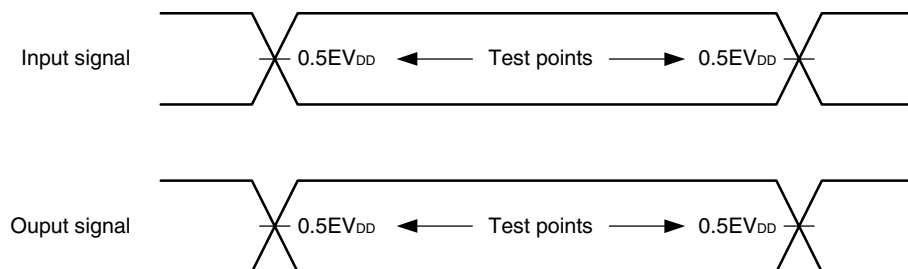 Input signal 0.5EVDD Test points 0.5EVDD
Ouput signal 0.5EVDD Test points 0.5EVDD